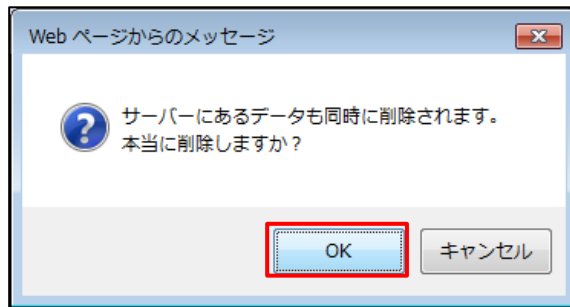 Web ページからのメッセージ
サーバーにあるデータも同時に削除されます。
本当に削除しますか？
OK
キャンセル